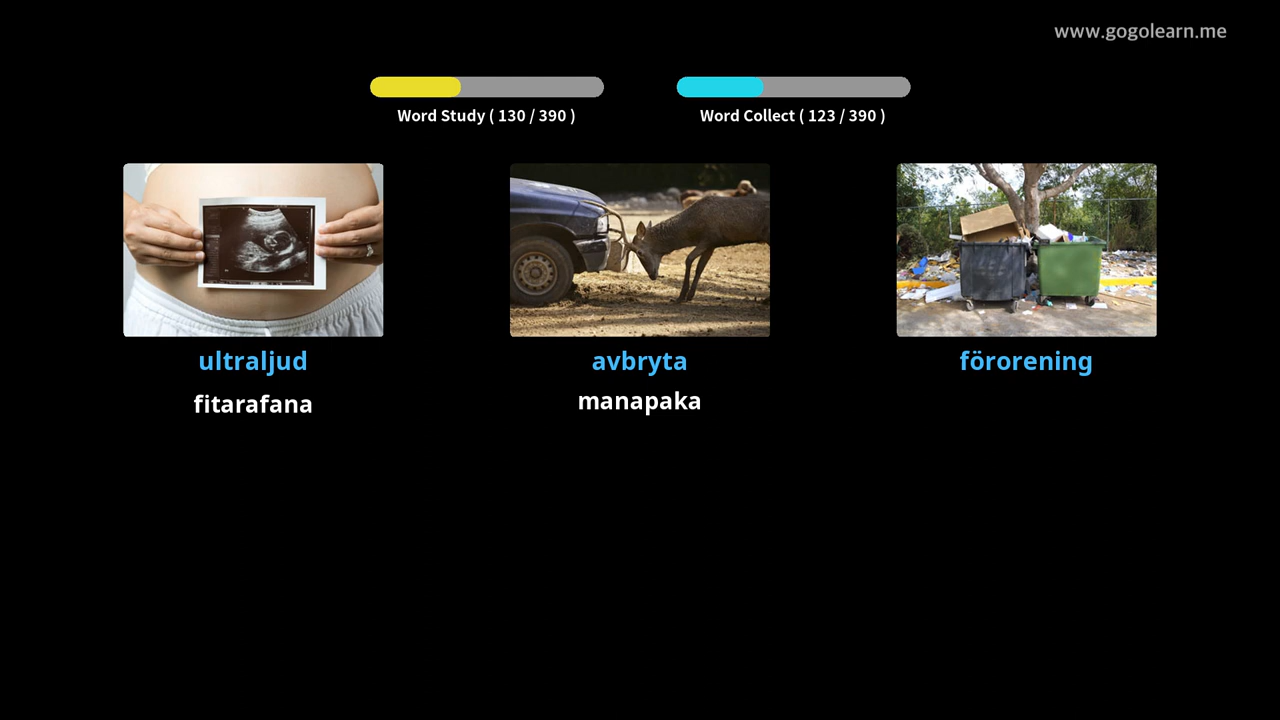 www.gogolearn.me
Word Study ( 130 / 390 )
Word Collect ( 123 / 390 )
ultraljud
avbryta
förorening
fitarafana
manapaka